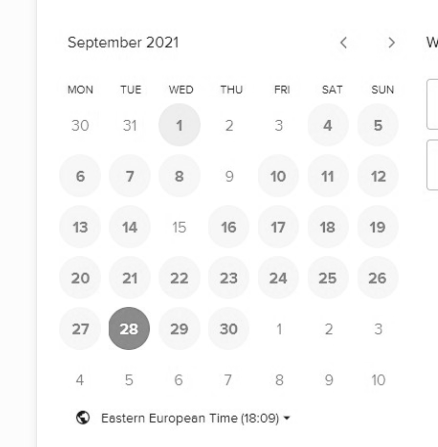 September 2021
MON TUE WED THU FRI SAT SUN
30 31 1 2 3 4 5
6 7 8 9 10 11 12
13 14 15 16 17 18 19
20 21 22 23 24 25 26
27 28 29 30 1 2 3
4 5 6 7 8 9 10
Eastern European Time (18:09)